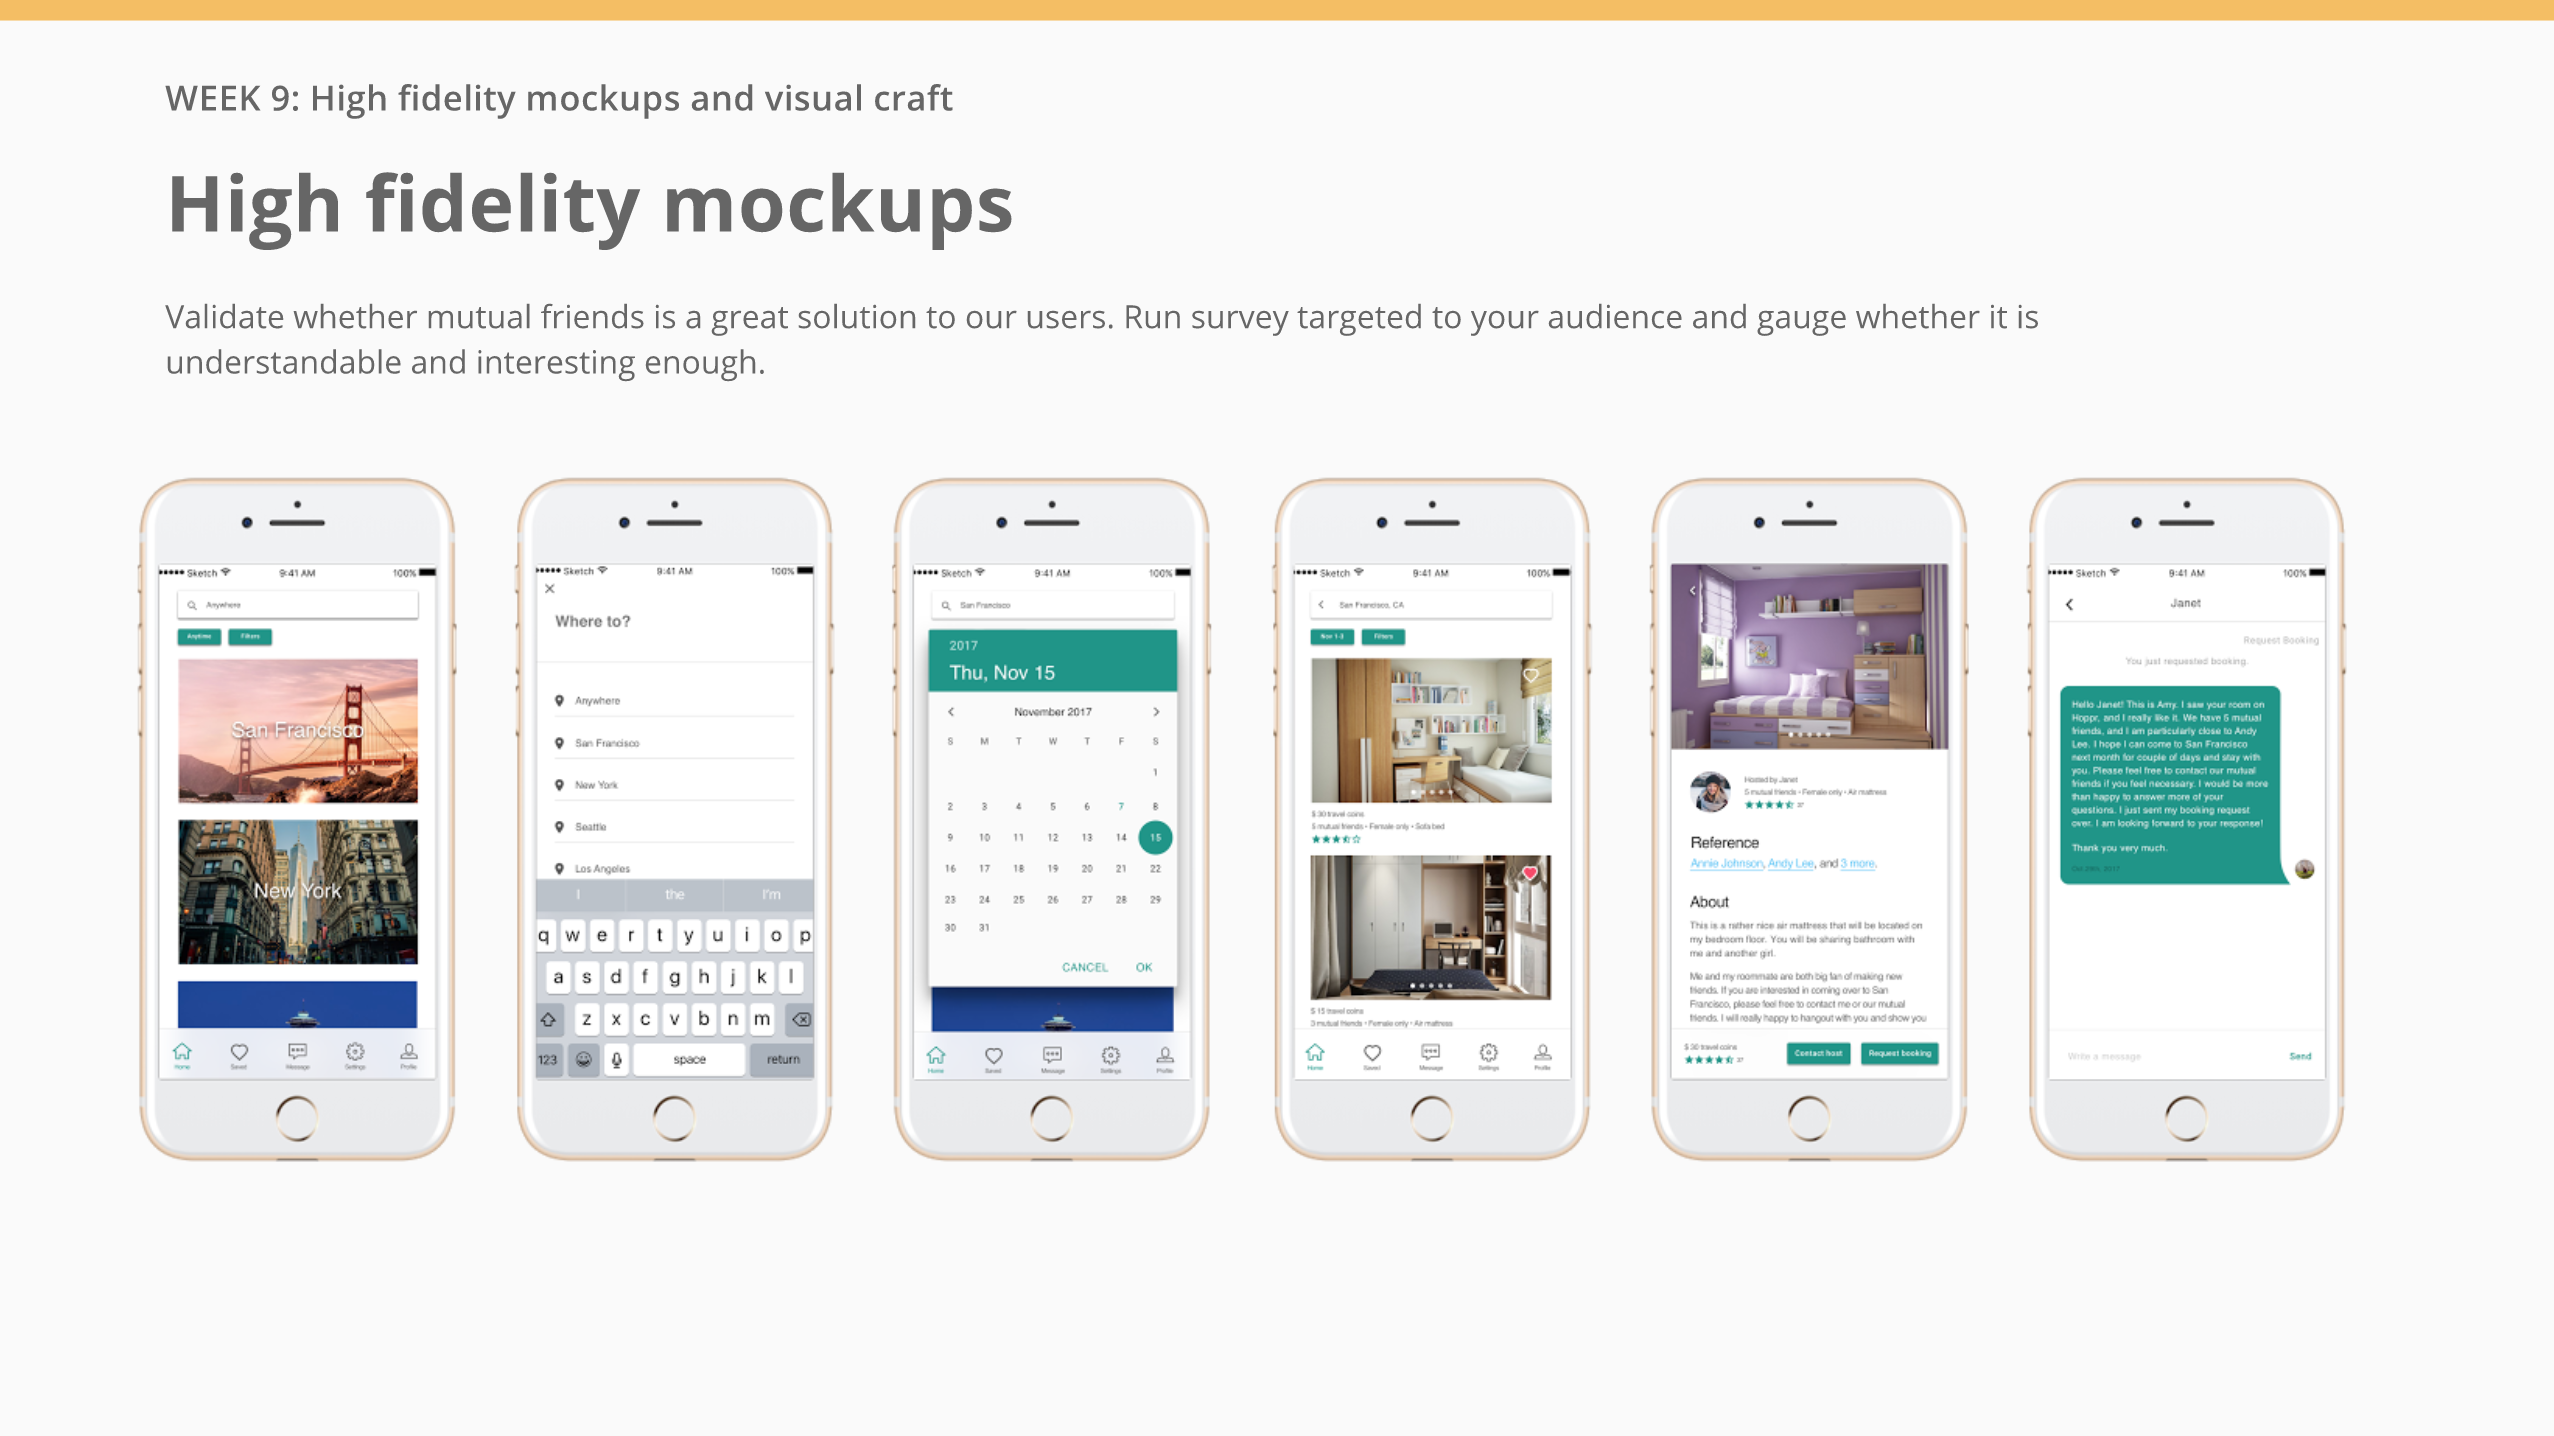 WEEK 9: High fidelity mockups and visual craft
High fidelity mockups
Validate whether mutual friends is a great solution to our users. Run survey targeted to your audience and gauge whether it is
understandable and interesting enough.
Sketch 9:41 AM 100%
Anywhere
Anytime Filters
San Francisco
New York
Home Saved Message Settings Profile
Sketch 9:41 AM 100%
Where to?
Anywhere
San Francisco
New York
Seattle
Los Angeles
I the I'm
q w e r t y u i o p
a s d f g h j k l
z x c v b n m
123 space return
Sketch 9:41 AM 100%
San Francisco
2017
Thu, Nov 15
November 2017
S M T W T F S
1
2 3 4 5 6 7 8
9 10 11 12 13 14 15
16 17 18 19 20 21 22
23 24 25 26 27 28 29
30 31
CANCEL OK
Home Saved Message Settings Profile
Sketch 9:41 AM 100%
San Francisco, CA
Nov 1-3 Filters
$ 30 travel coins
5 mutual friends • Female only • Sofa bed
$ 15 travel coins
3 mutual friends • Female only • Air mattress
Home Saved Message Settings Profile
Hosted by Janet
5 mutual friends • Female only • Air mattress
37
Reference
Annie Johnson, Andy Lee, and 3 more.
About
This is a rather nice air mattress that will be located on
my bedroom floor. You will be sharing bathroom with
me and another girl.
Me and my roommate are both big fan of making new
friends. If you are interested in coming over to San
Francisco, please feel free to contact me or our mutual
friends. I will really happy to hangout with you and show you
$ 30 travel coins
37
Contact host Request booking
Sketch 9:41 AM 100%
Janet
Request Booking
You just requested booking.
Hello Janet! This is Amy. I saw your room on
Hoppr, and I really like it. We have 5 mutual
friends, and I am particularly close to Andy
Lee. I hope I can come to San Francisco
next month for couple of days and stay with
you. Please feel free to contact our mutual
friends if you feel necessary. I would be more
than happy to answer more of your
questions. I just sent my booking request
over. I am looking forward to your response!
Thank you very much.
Write a message Send